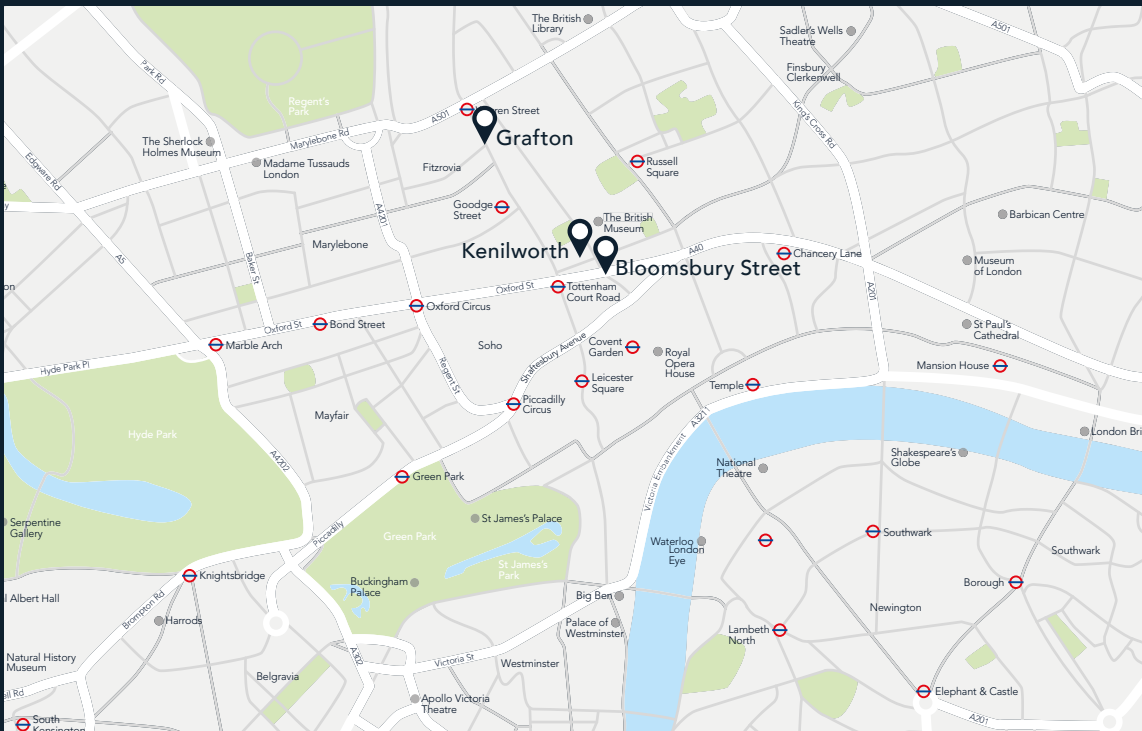 The British
Library
Sadler's Wells
Theatre
A501
Finsbury
Clerkenwell
Park Rd
Regent's
Park
A501
Street
Grafton
King's Cross Rd
The Sherlock
Holmes Museum
Marylebone Rd
Madame Tussauds
London
Fitzrovia
Russell
Square
Edgware Rd
Goodge
Street
A4201
The British
Museum
Barbican Centre
Marylebone
Kenilworth
Bloomsbury Street
A40
Chancery Lane
A5
Baker St
Museum
of London
Oxford St
Tottenham
Court Road
A201
Oxford Circus
Oxford St
Bond Street
Marble Arch
Soho
Shaftesbury Avenue
Covent
Garden
Royal
Opera
House
St Paul's
Cathedral
Hyde Park Pl
Regent St
Leicester
Square
Temple
Mansion House
Piccadilly
Circus
Mayfair
A3211
Hyde Park
London Bri
A4202
Green Park
Victoria Embankment
National
Theatre
Shakespeare's
Globe
Serpentine
Gallery
Piccadilly
St James's Palace
Green Park
St James's
Park
Waterloo
London
Eye
Southwark
Southwark
Knightsbridge
Buckingham
Palace
Big Ben
Borough
l Albert Hall
Brompton Rd
Harrods
Palace of
Westminster
Newington
Lambeth
North
Natural History
Museum
A302
Victoria St
Westminster
Belgravia
ell Rd
Apollo Victoria
Theatre
Elephant & Castle
A201
South
Kensington